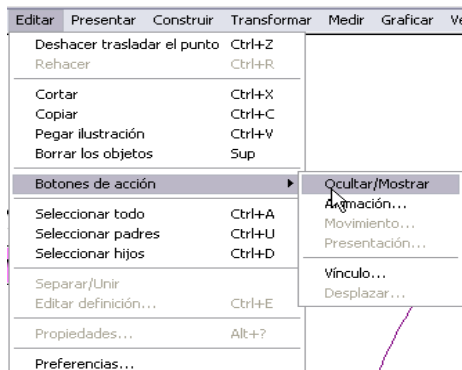 Editar Presentar Construir Transformar Medir Graficar
Deshacer trasladar el punto Ctrl+Z
Rehacer Ctrl+R
Cortar Ctrl+X
Copiar Ctrl+C
Pegar ilustración Ctrl+V
Borrar los objetos Sup
Botones de acción
Ocultar/Mostrar
Animación...
Movimiento...
Presentación...
Vínculo...
Desplazar...
Seleccionar todo Ctrl+A
Seleccionar padres Ctrl+U
Seleccionar hijos Ctrl+D
Separar/Unir
Editar definición... Ctrl+E
Propiedades... Alt+?
Preferencias...